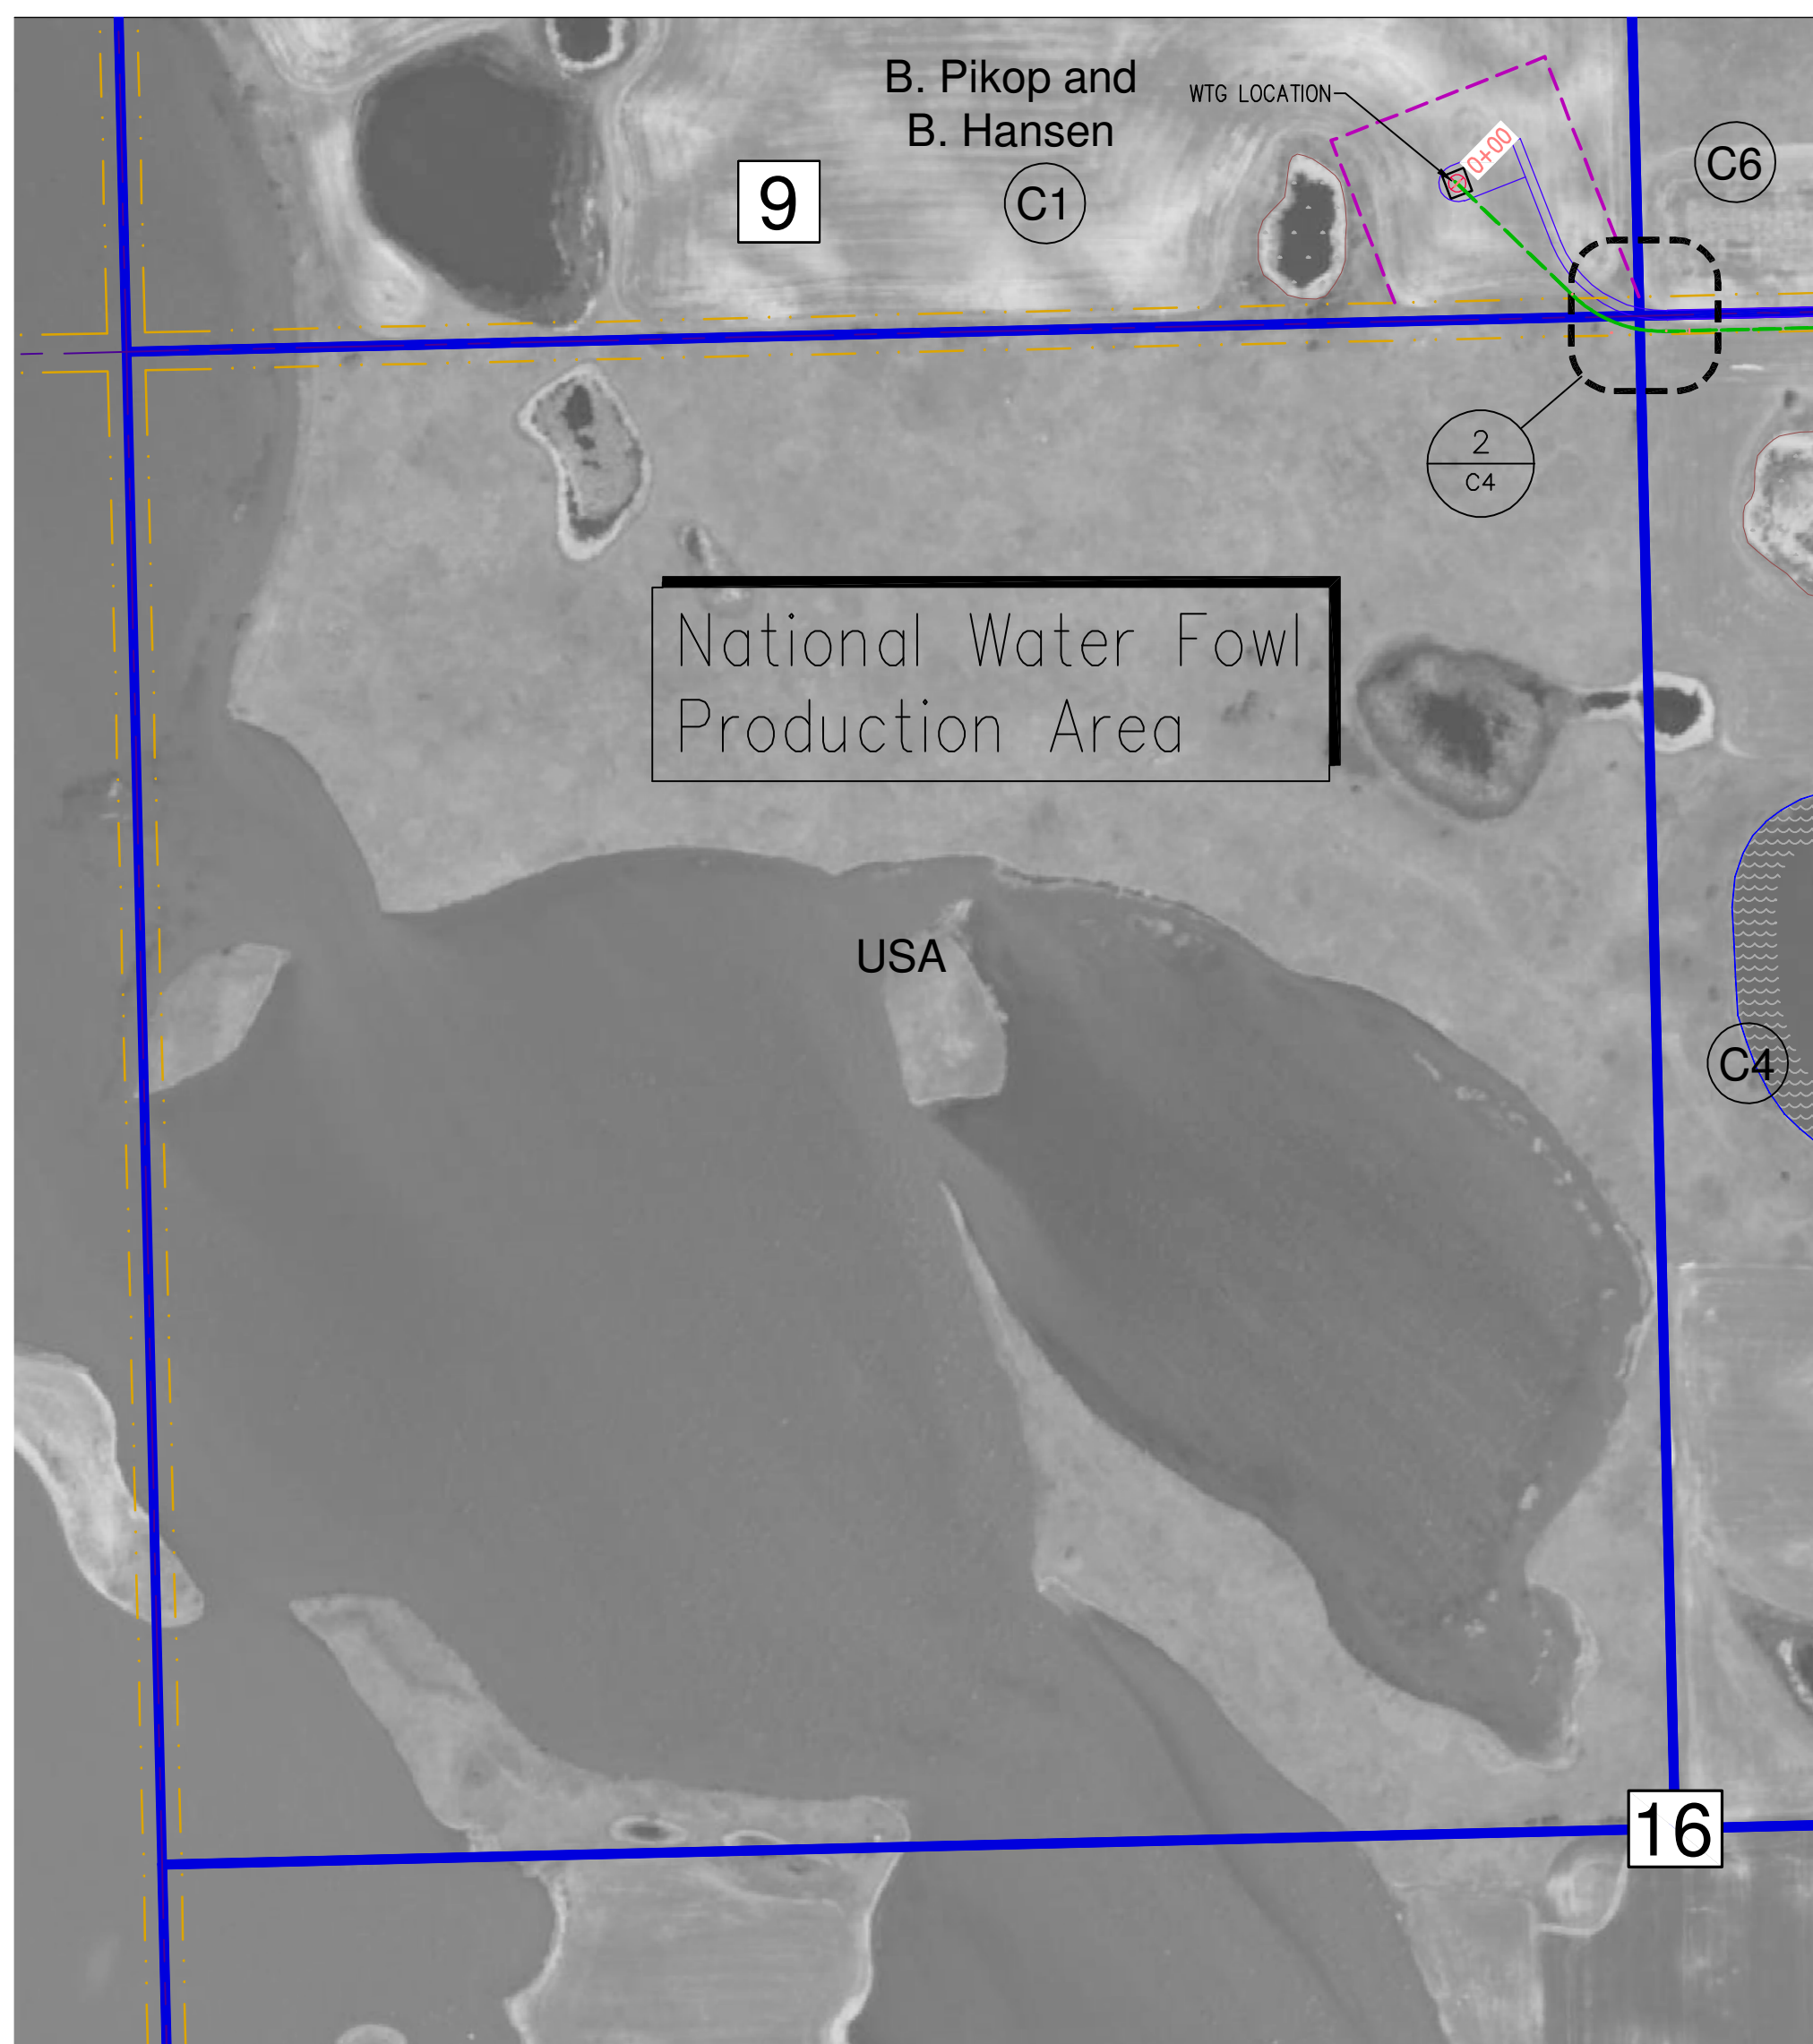 B. Pikop and
B. Hansen
WTG LOCATION
0+00
9
C1
C6
2
C4
National Water Fowl
Production Area
USA
C4
16